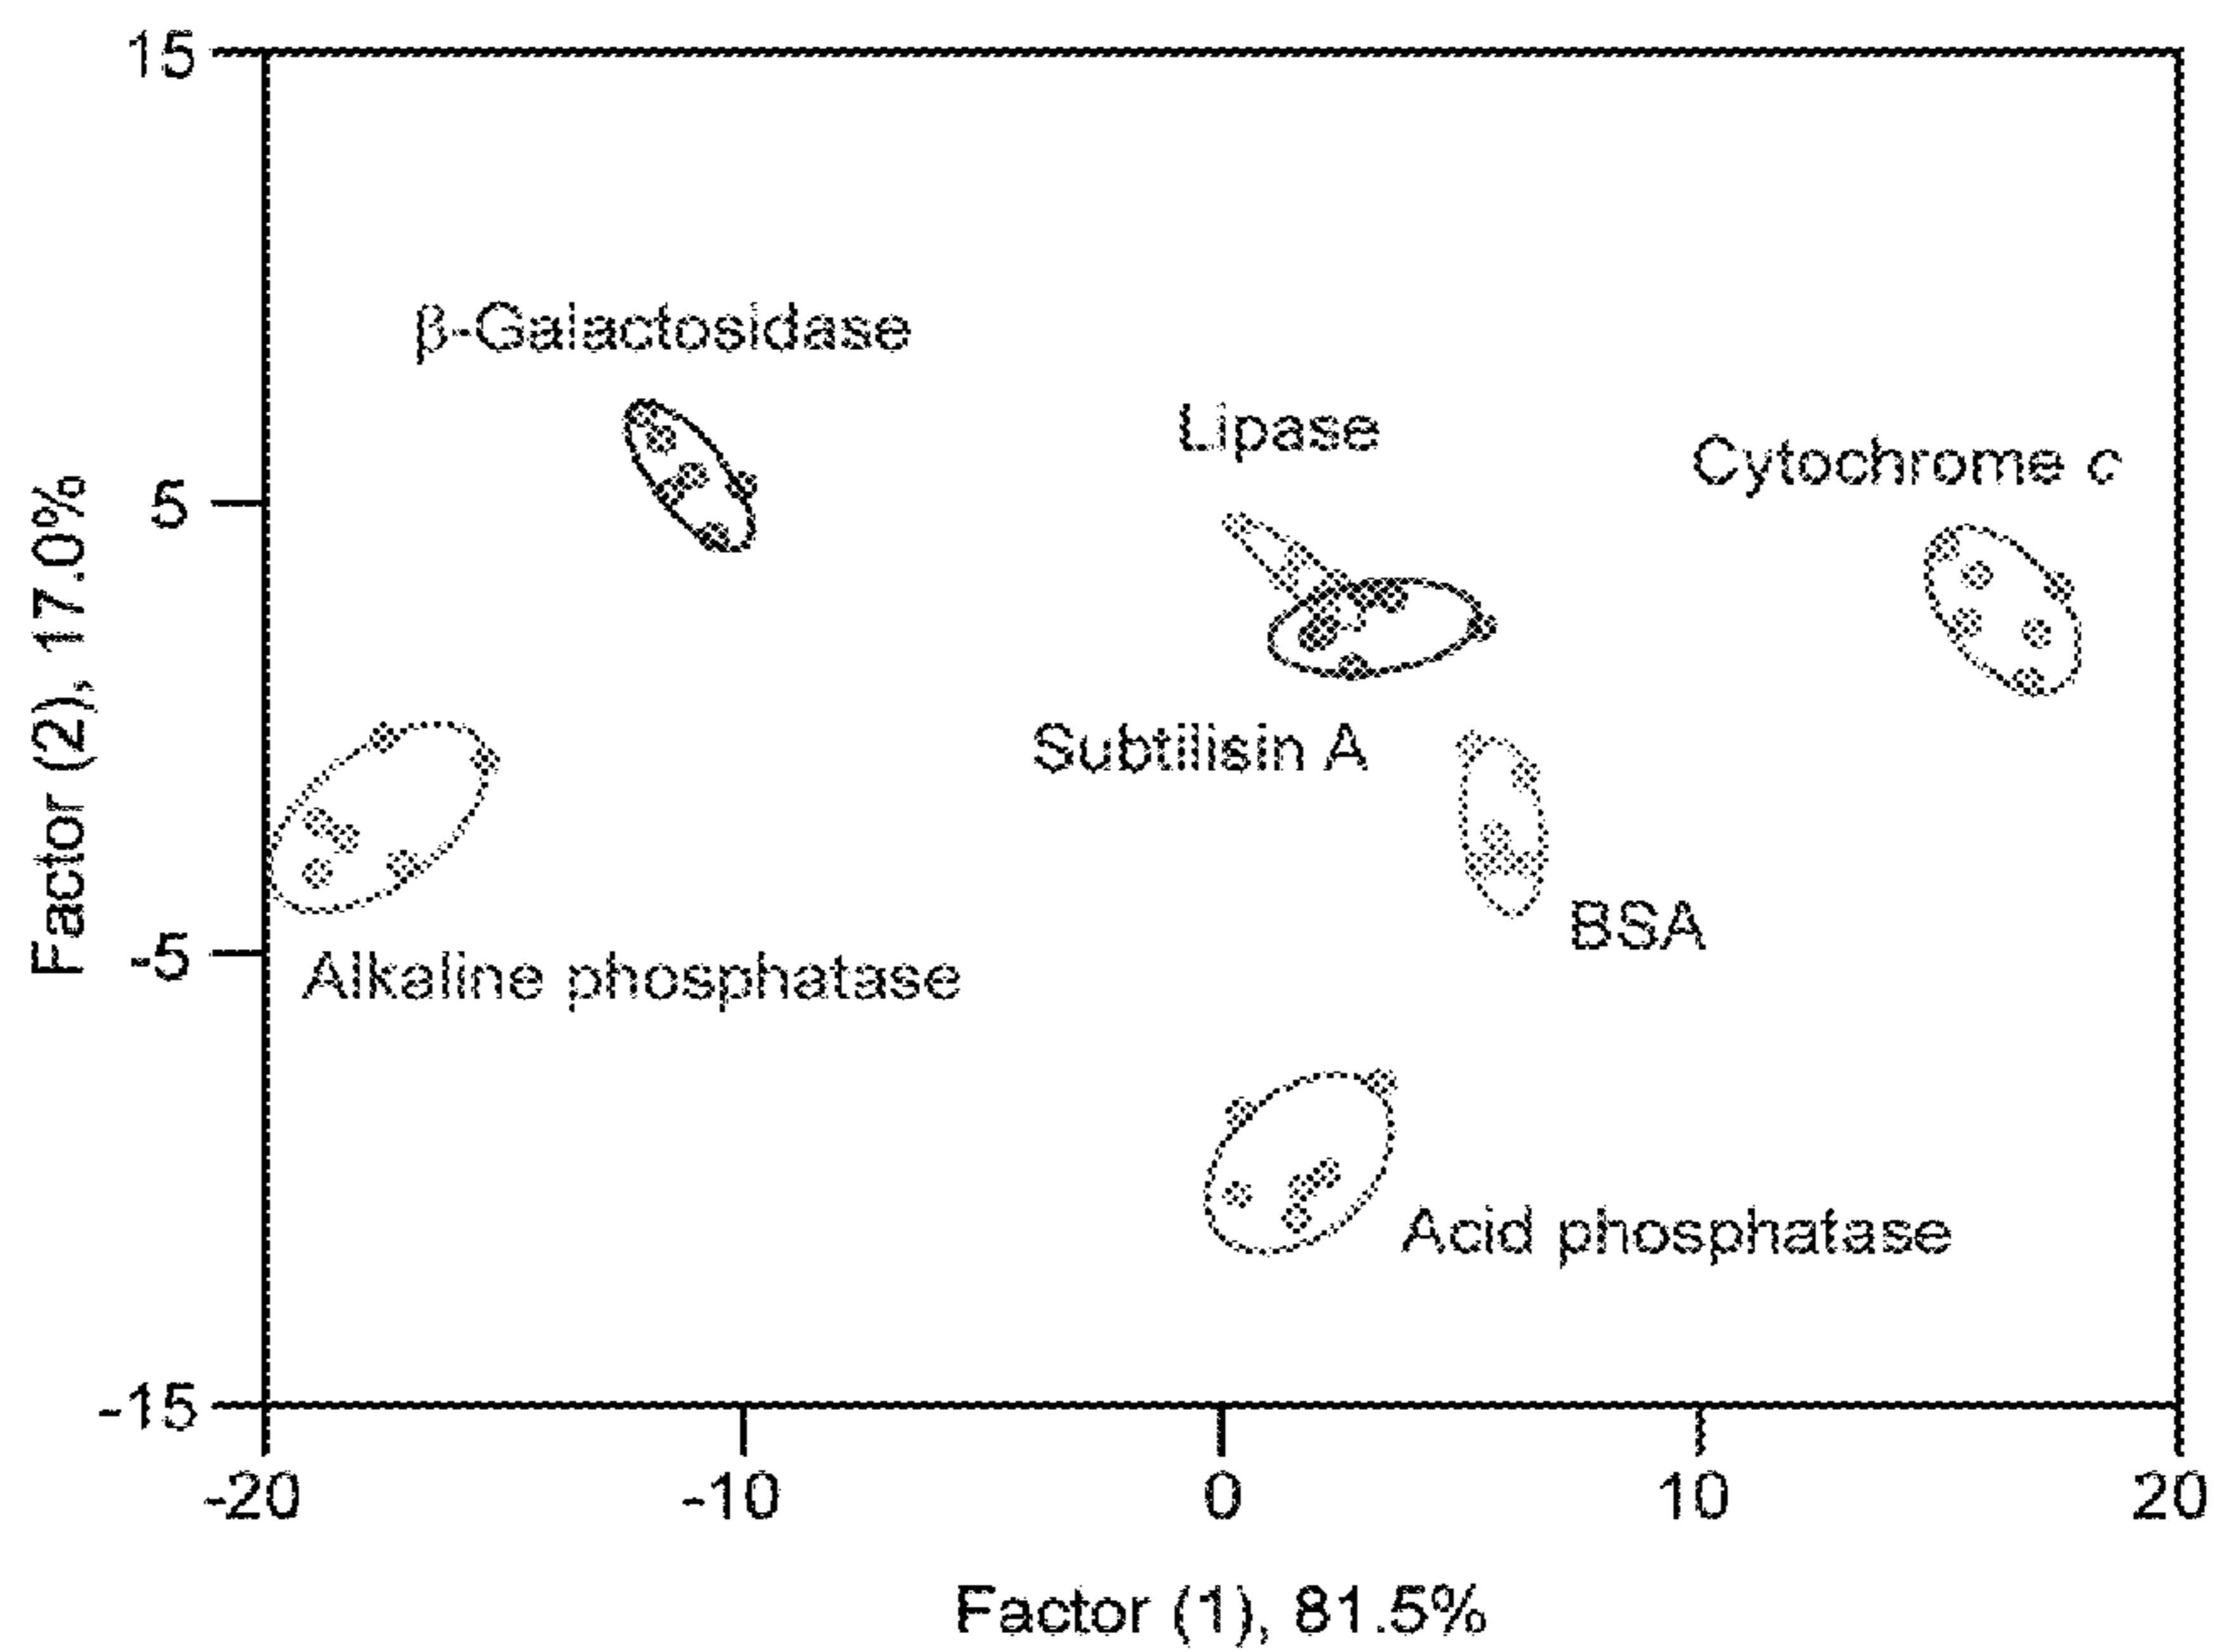 15
β-Galactosidase
Lipase
Cytochrome c
5
Factor (2), 17.0%
Subtilisin A
BSA
-5
Alkaline phosphatase
Acid phosphatase
-15
-20 -10 0 10 20
Factor (1), 81.5%